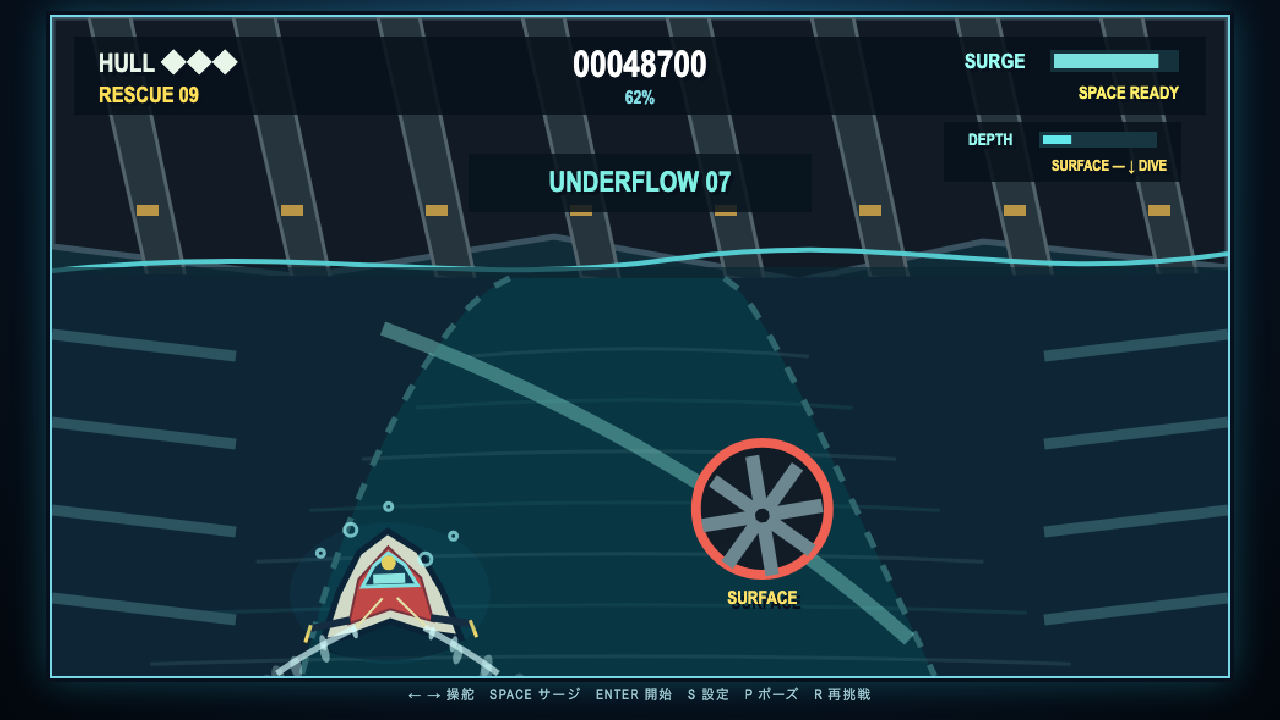 HULL
00048700
SURGE
RESCUE 09
62%
SPACE READY
DEPTH
SURFACE — ↓ DIVE
UNDERFLOW 07
SURFACE
← → 操舵 SPACE サージ ENTER 開始 S 設定 P ポーズ R 再挑戦